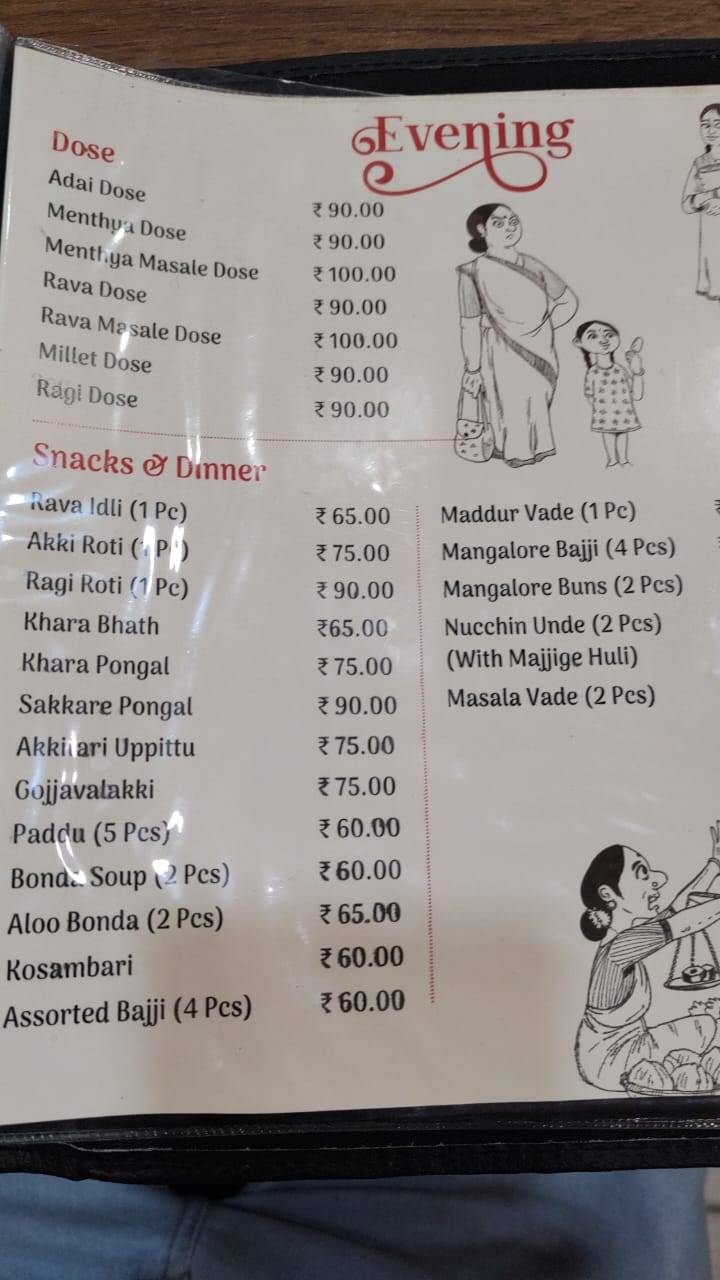 Evening
Dose
Adai Dose ₹ 90.00
Menthya Dose ₹ 90.00
Menthya Masale Dose ₹ 100.00
Rava Dose ₹ 90.00
Rava Masale Dose ₹ 100.00
Millet Dose ₹ 90.00
Ragi Dose ₹ 90.00
Snacks & Dinner
Rava Idli (1 Pc) ₹ 65.00
Akki Roti (1 Pc) ₹ 75.00
Ragi Roti (1 Pc) ₹ 90.00
Khara Bhath ₹65.00
Khara Pongal ₹ 75.00
Sakkare Pongal ₹ 90.00
Akkitari Uppittu ₹ 75.00
Gojjavalakki ₹ 75.00
Paddu (5 Pcs) ₹ 60.00
Bonda Soup (2 Pcs) ₹ 60.00
Aloo Bonda (2 Pcs) ₹ 65.00
Kosambari ₹ 60.00
Assorted Bajji (4 Pcs) ₹ 60.00
Maddur Vade (1 Pc) ₹
Mangalore Bajji (4 Pcs)
Mangalore Buns (2 Pcs)
Nucchin Unde (2 Pcs)
(With Majjige Huli)
Masala Vade (2 Pcs)